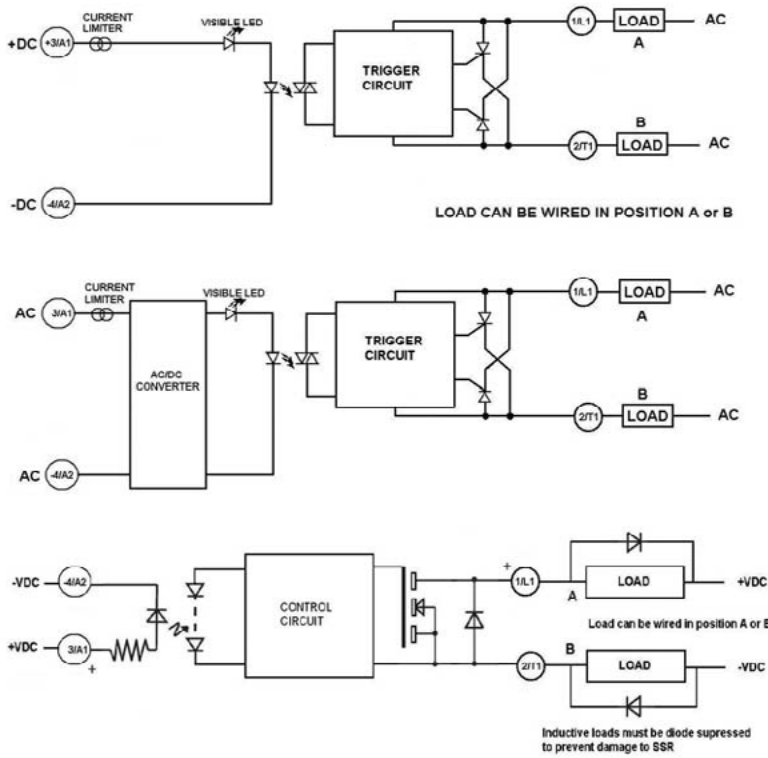 CURRENT
LIMITER
VISIBLE LED
+DC
+3/A1
TRIGGER
CIRCUIT
1/L1
LOAD
AC
A
B
2/T1
LOAD
AC
-DC
-4/A2
LOAD CAN BE WIRED IN POSITION A or B
CURRENT
LIMITER
VISIBLE LED
AC
3/A1
AC/DC
CONVERTER
TRIGGER
CIRCUIT
1/L1
LOAD
AC
A
B
2/T1
LOAD
AC
AC
-4/A2
-VDC
-4/A2
+VDC
3/A1
+
CONTROL
CIRCUIT
+
1/L1
LOAD
+VDC
A
Load can be wired in position A or B
B
2/T1
LOAD
-VDC
Inductive loads must be diode supressed
to prevent damage to SSR